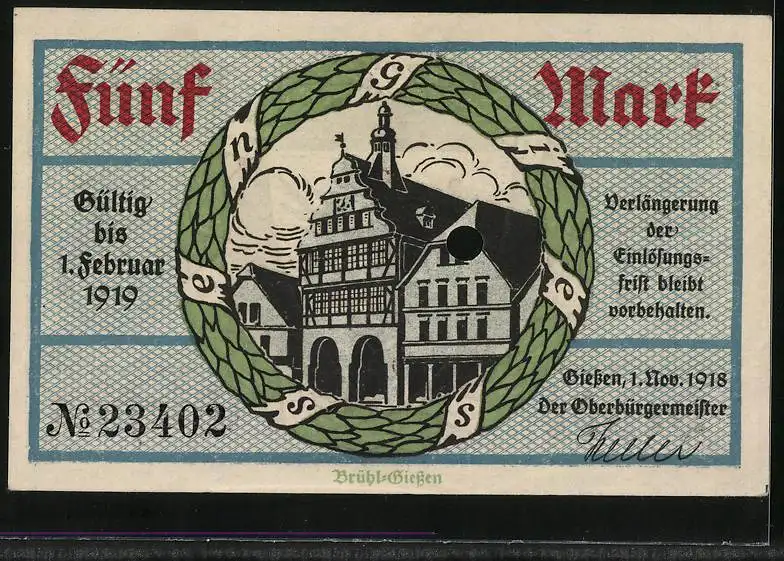 Fünf
Mark
G i e s s e n
Gültig
bis
1. Februar
1919
Verlängerung
der
Einlösungs-
frist bleibt
vorbehalten.
Gießen, 1. Nov. 1918
Der Oberbürgermeister
Keller
№ 23402
Brühl-Gießen